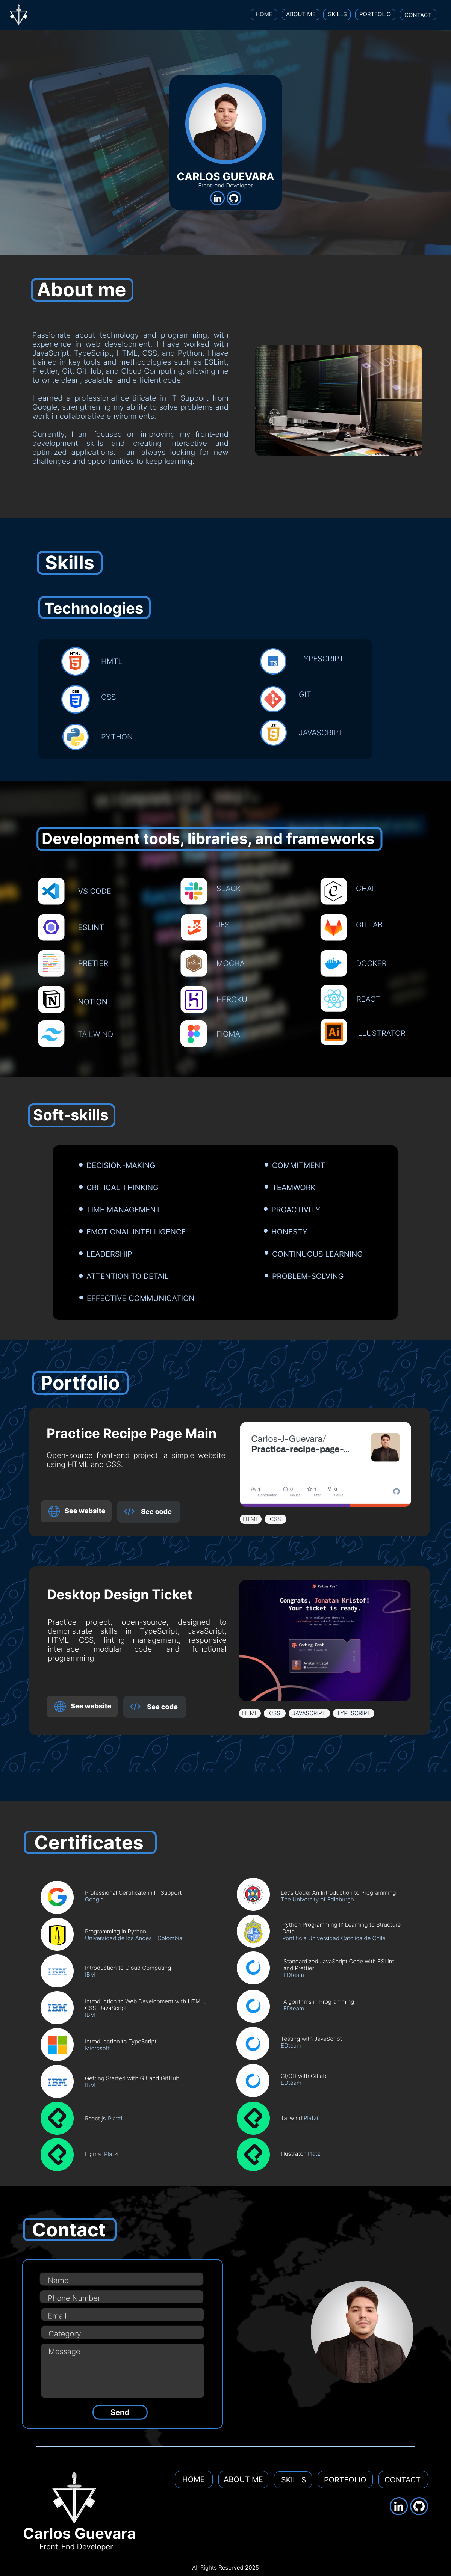 HOME
ABOUT ME
SKILLS
PORTFOLIO
CONTACT
CARLOS GUEVARA
Front-end Developer
in
About me
Passionate about technology and programming, with
experience in web development, I have worked with
JavaScript, TypeScript, HTML, CSS, and Python. I have
trained in key tools and methodologies such as ESLint,
Prettier, Git, GitHub, and Cloud Computing, allowing me
to write clean, scalable, and efficient code.
I earned a professional certificate in IT Support from
Google, strengthening my ability to solve problems and
work in collaborative environments.
Currently, I am focused on improving my front-end
development skills and creating interactive and
optimized applications. I am always looking for new
challenges and opportunities to keep learning.
Skills
Technologies
HMTL
TYPESCRIPT
CSS
GIT
PYTHON
JAVASCRIPT
Development tools, libraries, and frameworks
VS CODE
SLACK
CHAI
ESLINT
JEST
GITLAB
PRETIER
MOCHA
DOCKER
NOTION
HEROKU
REACT
TAILWIND
FIGMA
ILLUSTRATOR
Soft-skills
DECISION-MAKING
CRITICAL THINKING
TIME MANAGEMENT
EMOTIONAL INTELLIGENCE
LEADERSHIP
ATTENTION TO DETAIL
EFFECTIVE COMMUNICATION
COMMITMENT
TEAMWORK
PROACTIVITY
HONESTY
CONTINUOUS LEARNING
PROBLEM-SOLVING
Portfolio
Practice Recipe Page Main
Open-source front-end project, a simple website
using HTML and CSS.
See website
See code
Carlos-J-Guevara/
Practica-recipe-page-...
HTML
CSS
Desktop Design Ticket
Practice project, open-source, designed to
demonstrate skills in TypeScript, JavaScript,
HTML, CSS, linting management, responsive
interface, modular code, and functional
programming.
See website
See code
Coding Conf
Congrats, Jonatan Kristof!
Your ticket is ready.
Coding Conf
Jonatan Kristof
HTML
CSS
JAVASCRIPT
TYPESCRIPT
Certificates
Professional Certificate in IT Support
Google
Programming in Python
Universidad de los Andes - Colombia
IBM
Introduction to Cloud Computing
IBM
IBM
Introduction to Web Development with HTML,
CSS, JavaScript
IBM
Introducction to TypeScript
Microsoft
IBM
Getting Started with Git and GitHub
IBM
React.js Platzi
Figma Platzi
Let's Code! An Introduction to Programming
The University of Edinburgh
Python Programming II: Learning to Structure
Data
Pontificia Universidad Católica de Chile
Standardized JavaScript Code with ESLint
and Prettier
EDteam
Algorithms in Programming
EDteam
Testing with JavaScript
EDteam
CI/CD with Gitlab
EDteam
Tailwind Platzi
Illustrator Platzi
Contact
Name
Phone Number
Email
Category
Message
Send
HOME
ABOUT ME
SKILLS
PORTFOLIO
CONTACT
in
Carlos Guevara
Front-End Developer
All Rights Reserved 2025